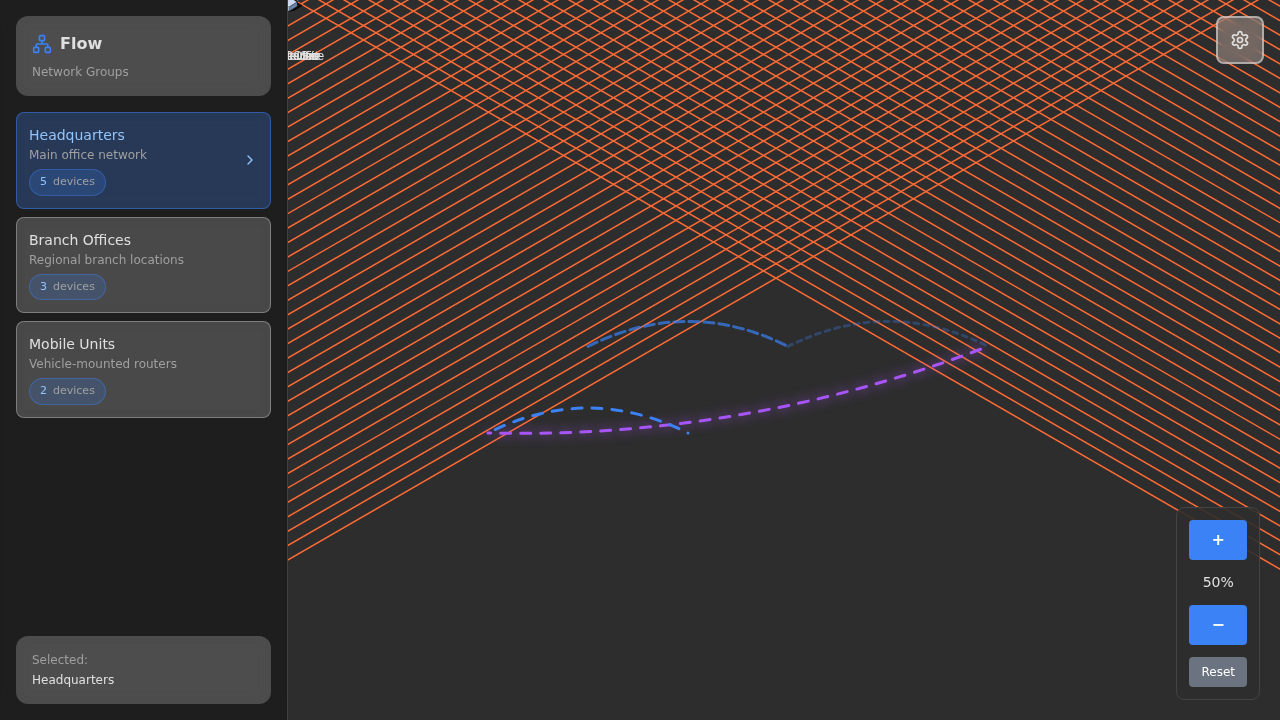 Flow
Network Groups
Headquarters
Main office network
5 devices
Branch Offices
Regional branch locations
3 devices
Mobile Units
Vehicle-mounted routers
2 devices
Selected:
Headquarters
+
50%
−
Reset